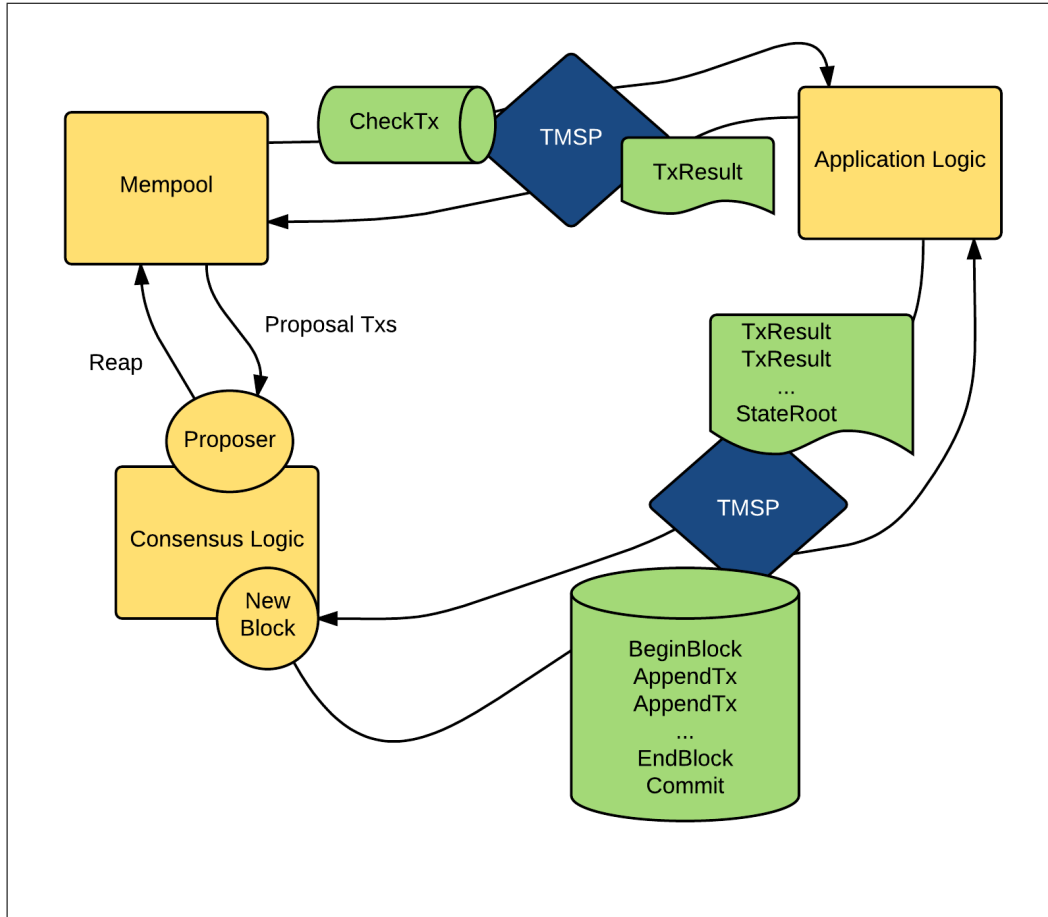 CheckTx
TMSP
TxResult
Mempool
Application Logic
Proposal Txs
Reap
TxResult
TxResult
...
StateRoot
Proposer
TMSP
Consensus Logic
New
Block
BeginBlock
AppendTx
AppendTx
...
EndBlock
Commit